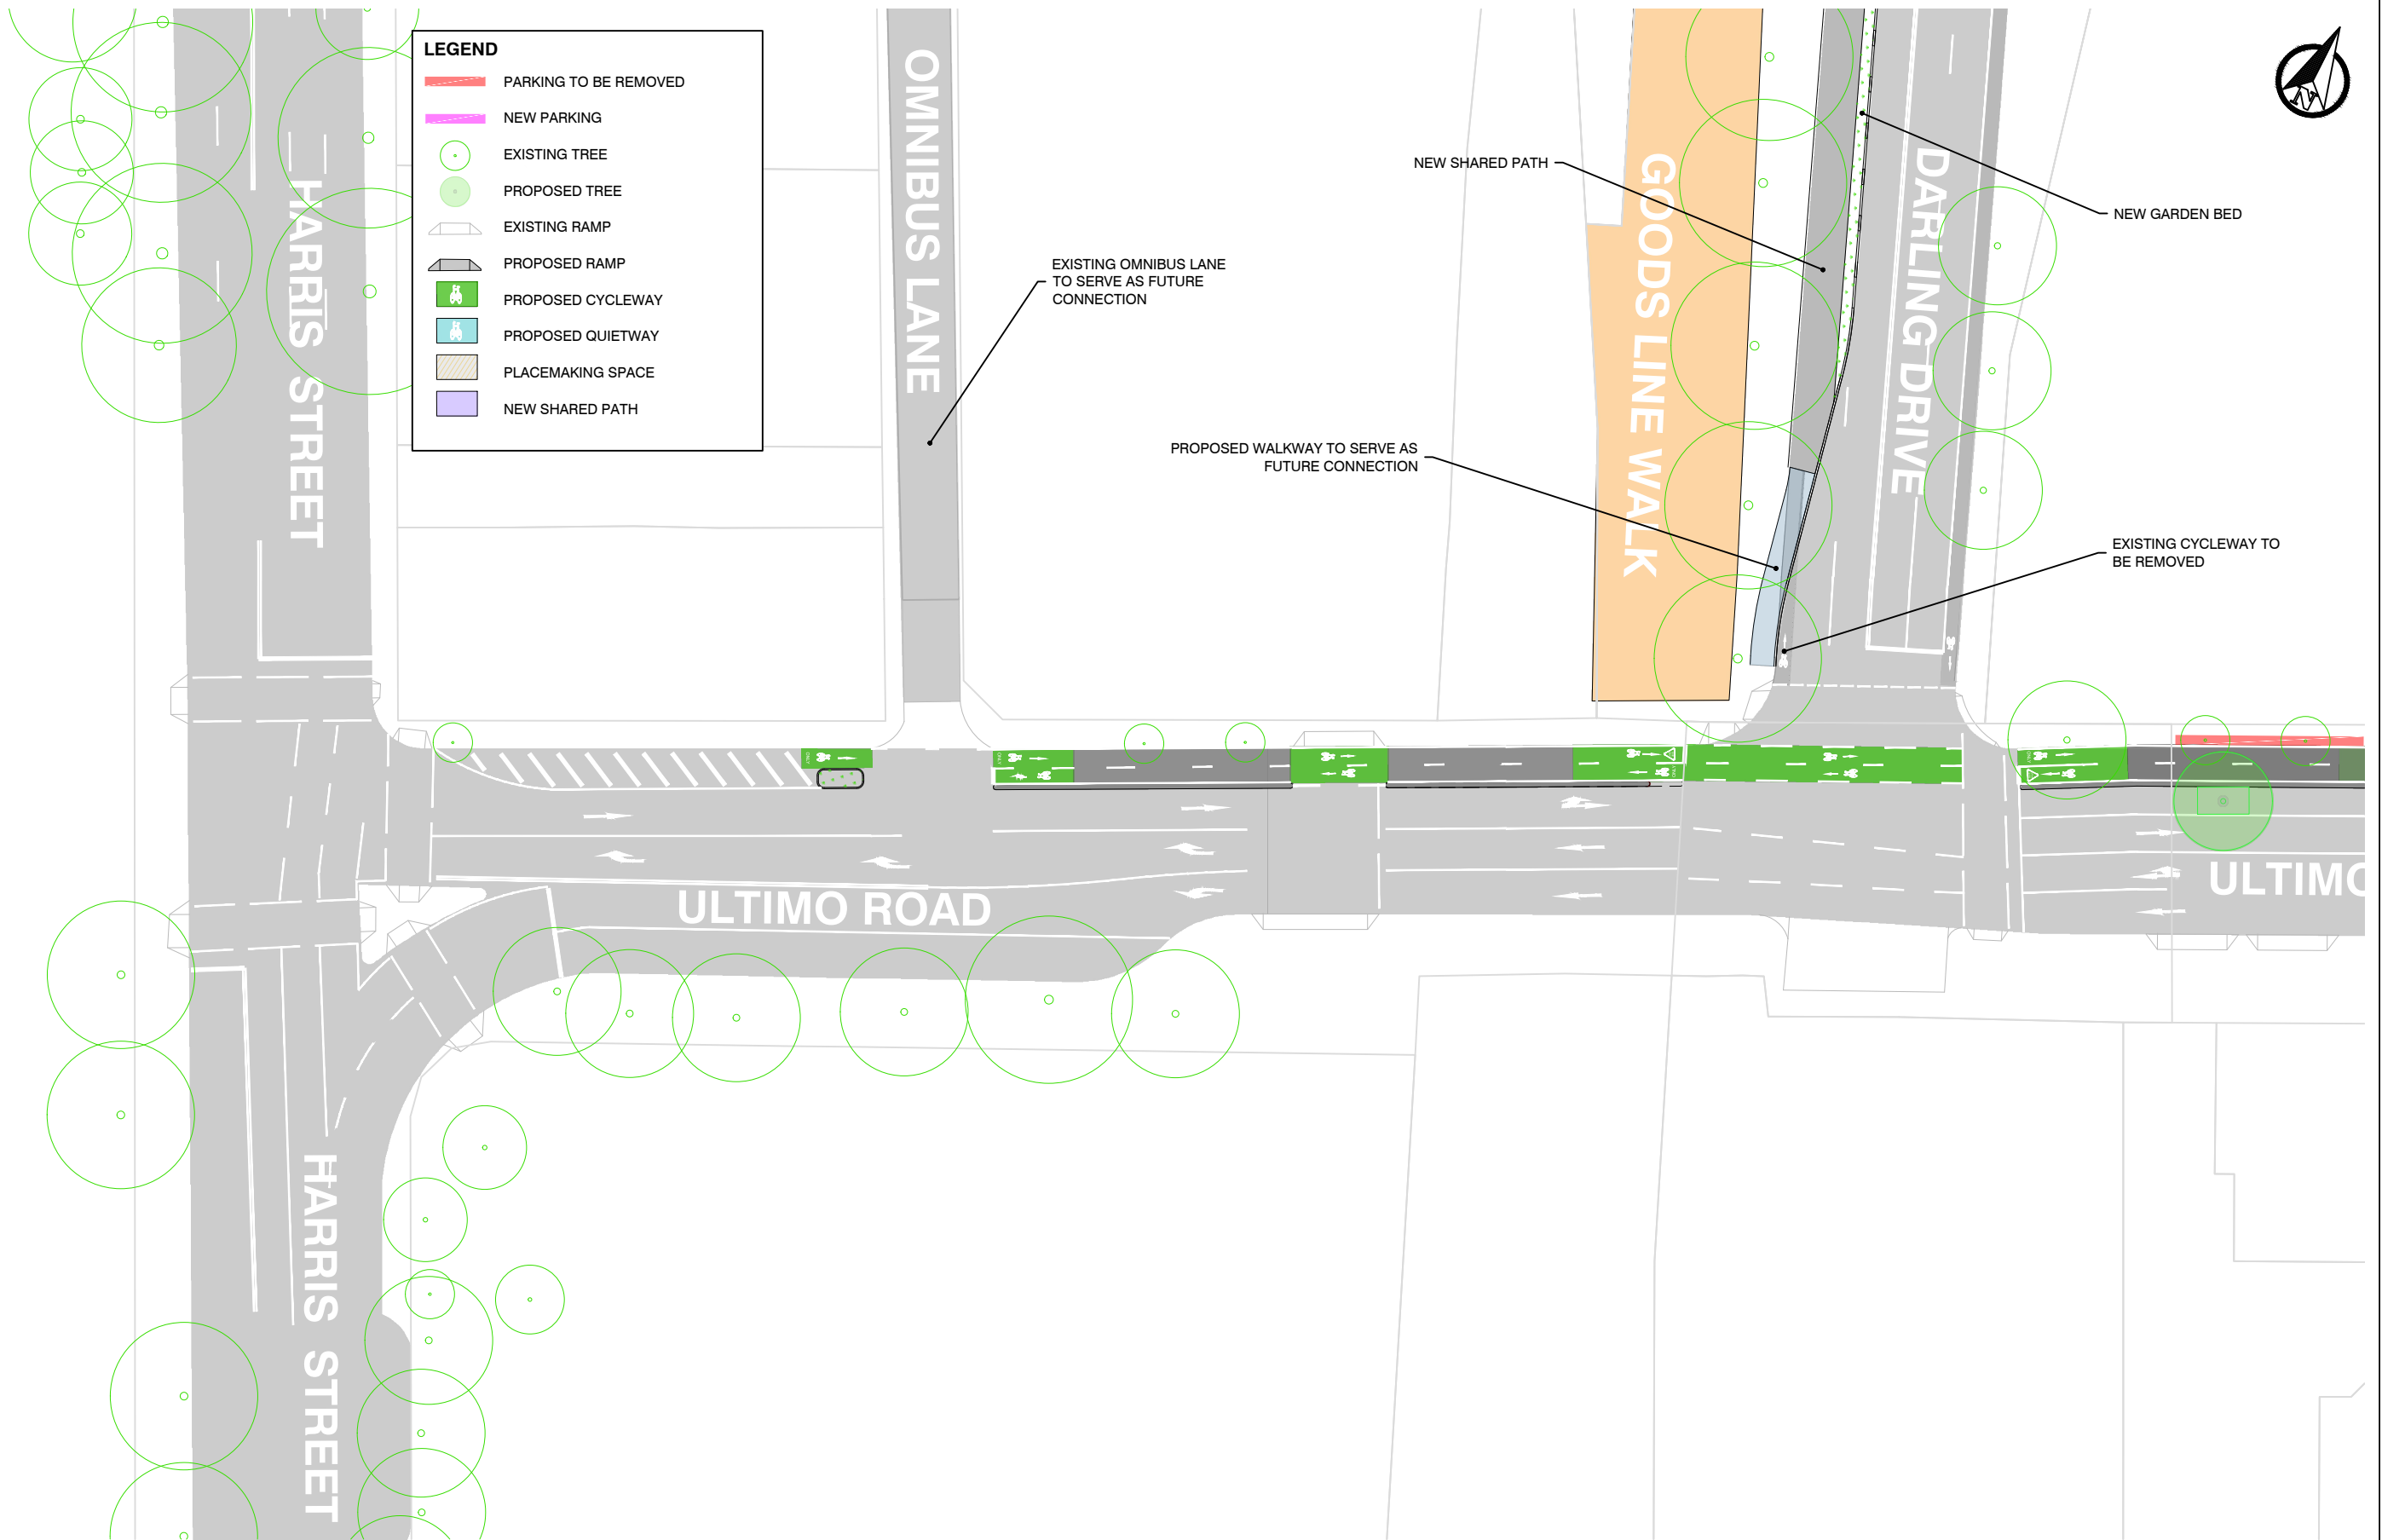 LEGEND
PARKING TO BE REMOVED
NEW PARKING
EXISTING TREE
PROPOSED TREE
EXISTING RAMP
PROPOSED RAMP
PROPOSED CYCLEWAY
PROPOSED QUIETWAY
PLACEMAKING SPACE
NEW SHARED PATH
HARRIS STREET
OMNIBUS LANE
EXISTING OMNIBUS LANE
TO SERVE AS FUTURE
CONNECTION
NEW SHARED PATH
GOODS LINE WALK
DARLING DRIVE
NEW GARDEN BED
N
PROPOSED WALKWAY TO SERVE AS
FUTURE CONNECTION
EXISTING CYCLEWAY TO
BE REMOVED
ONLY
ONLY
ONLY
ULTIMO ROAD
ULTIMO
HARRIS STREET